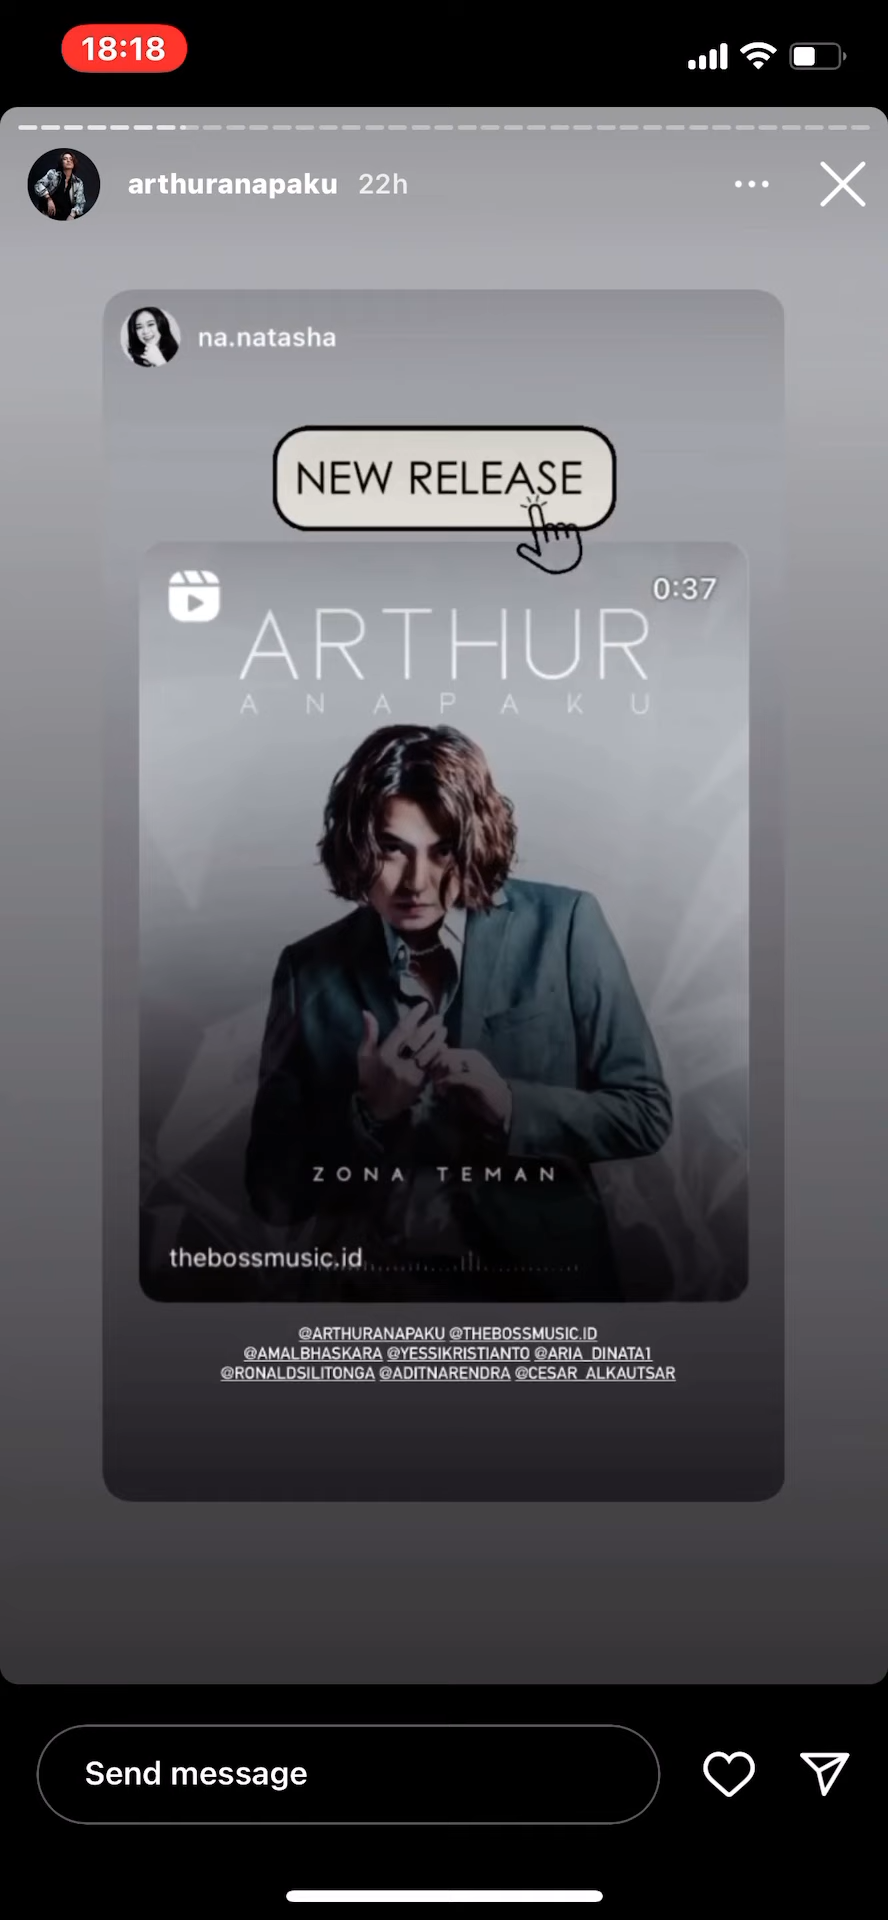 18:18
arthuranapaku 22h
na.natasha
NEW RELEASE
0:37
ARTHUR
ANAPAKU
ZONA TEMAN
thebossmusic.id
@ARTHURANAPAKU @THEBOSSMUSIC.ID
@AMALBHASKARA @YESSIKRISTIANTO @ARIA_DINATA1
@RONALDSILITONGA @ADITNARENDRA @CESAR_ALKAUTSAR
Send message